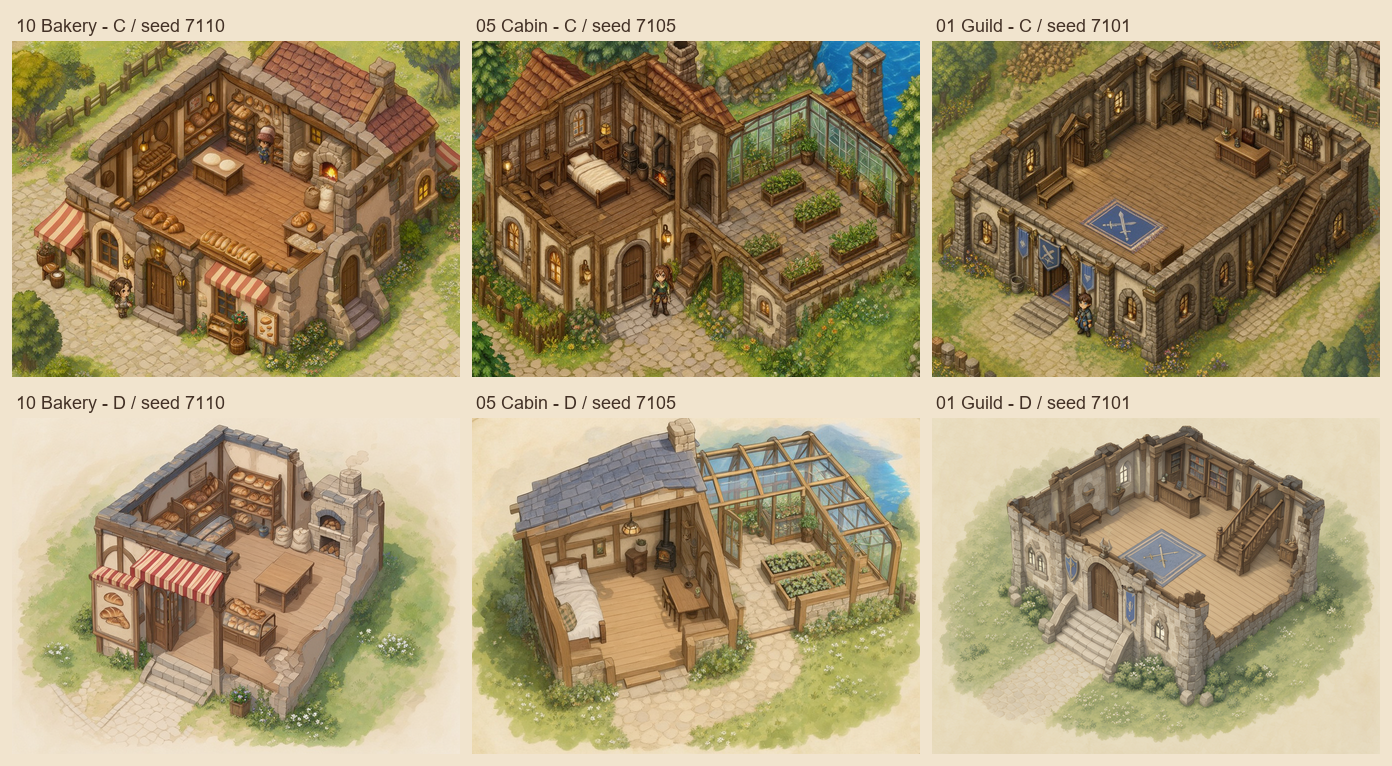 10 Bakery - C / seed 7110
05 Cabin - C / seed 7105
01 Guild - C / seed 7101
10 Bakery - D / seed 7110
05 Cabin - D / seed 7105
01 Guild - D / seed 7101